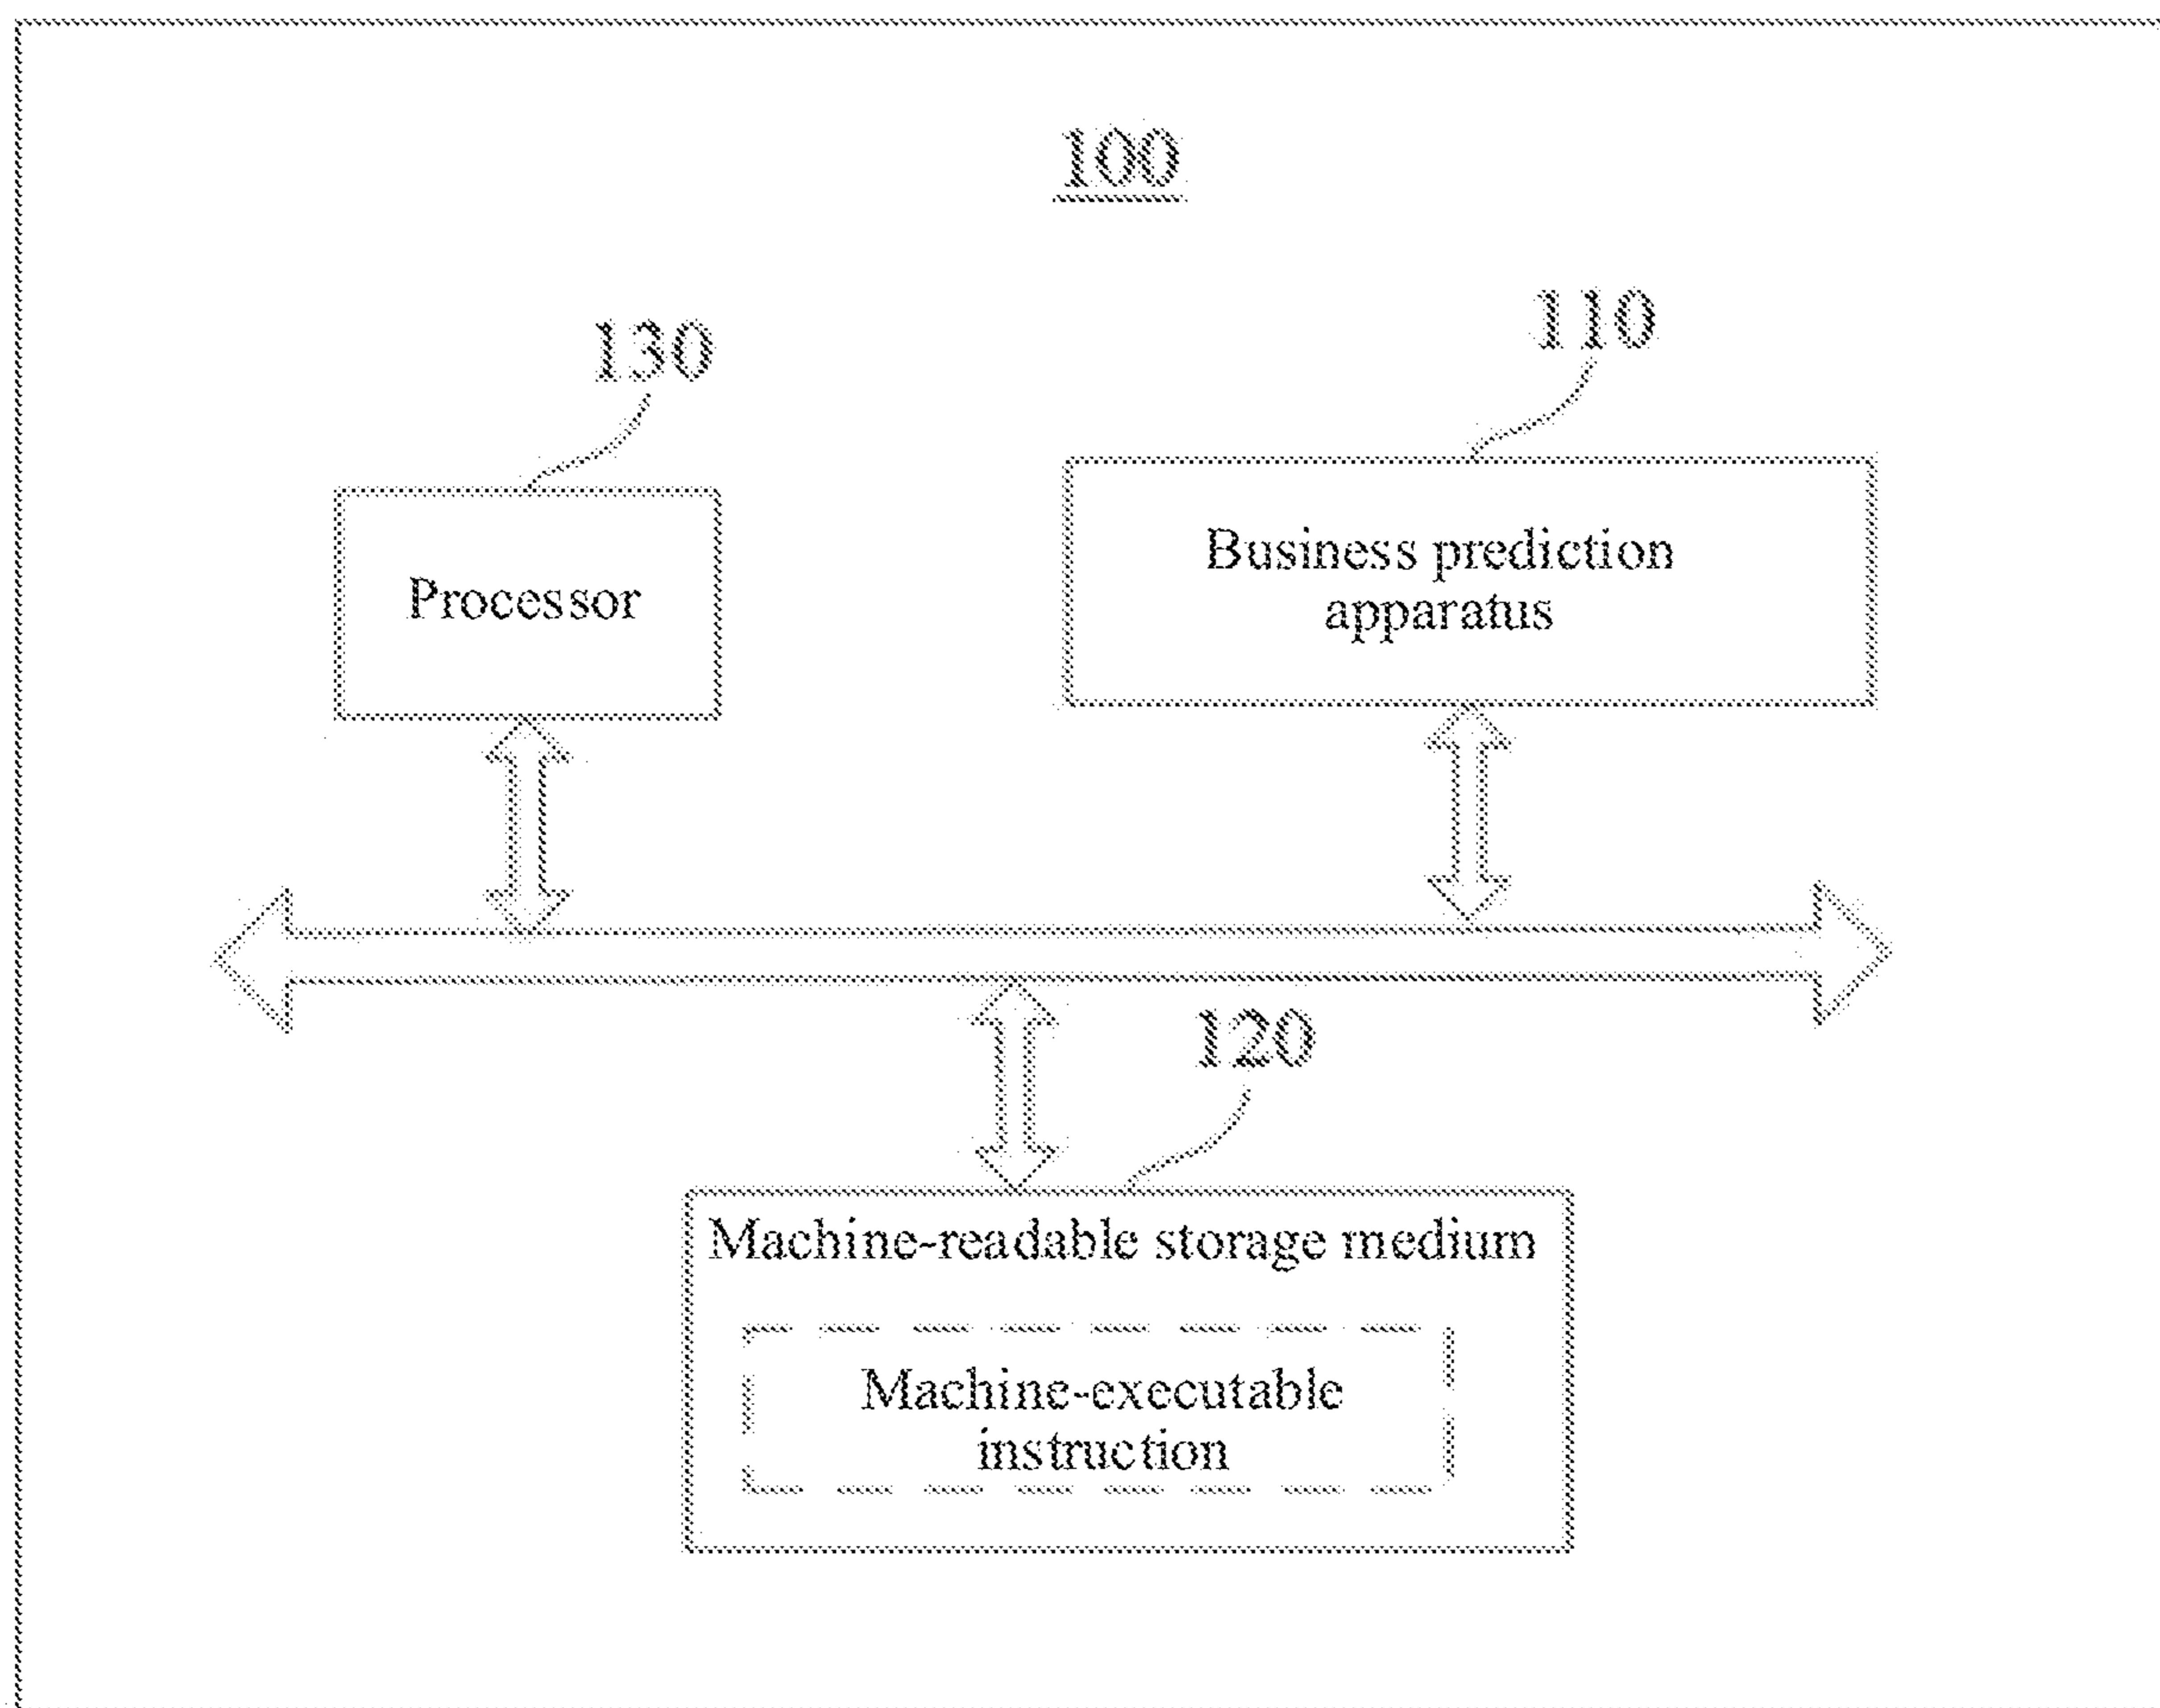 100
130
110
Processor
Business prediction
apparatus
120
Machine-readable storage medium
Machine-executable
instruction